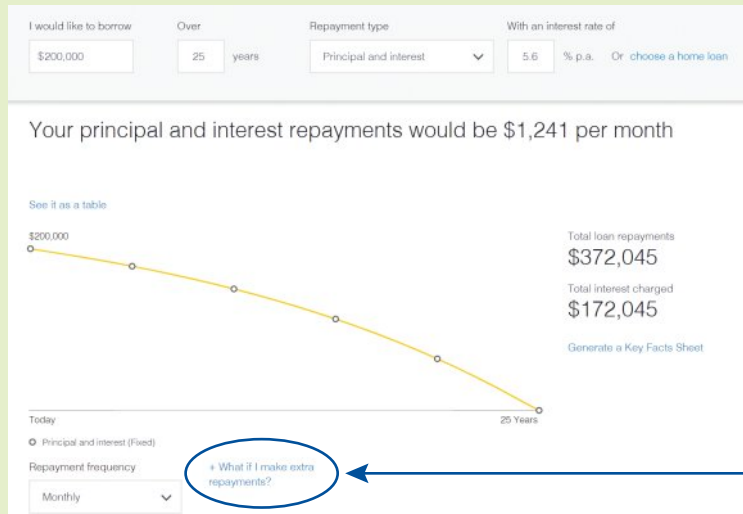 I would like to borrow Over Repayment type With an interest rate of
$200,000 25 years Principal and interest 5.6 % p.a. Or choose a home loan
Your principal and interest repayments would be $1,241 per month
See it as a table
$200,000
Total loan repayments
$372,045
Total interest charged
$172,045
Generate a Key Facts Sheet
Today 25 Years
Principal and interest (Fixed)
Repayment frequency
Monthly
+ What if I make extra
repayments?